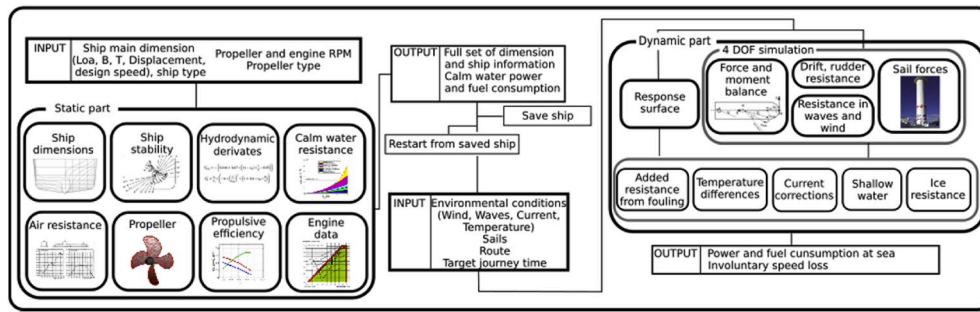 INPUT
Ship main dimension
(Loa, B, T, Displacement,
design speed), ship type
Propeller and engine RPM
Propeller type
Static part
Ship
dimensions
Ship
stability
Hydrodynamic
derivates
Calm water
resistance
Air resistance
Propeller
Propulsive
efficiency
Engine
data
OUTPUT
Full set of dimension
and ship information
Calm water power
and fuel consumption
Save ship
Restart from saved ship
INPUT
Environmental conditions
(Wind, Waves, Current,
Temperature)
Sails
Route
Target journey time
Dynamic part
Response
surface
4 DOF simulation
Force and
moment
balance
Drift, rudder
resistance
Resistance in
waves and
wind
Sail forces
Added
resistance
from fouling
Temperature
differences
Current
corrections
Shallow
water
Ice
resistance
OUTPUT
Power and fuel cunsumption at sea
Involuntary speed loss